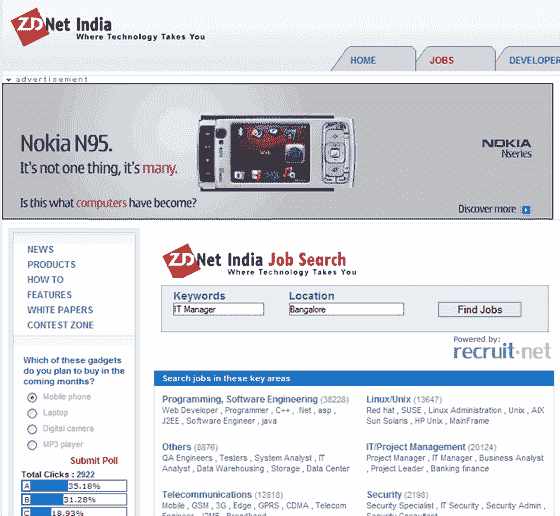 ZDNet India
Where Technology Takes You
HOME
JOBS
DEVELOPER
advertisement
Nokia N95.
It's not one thing, it's many.
Is this what computers have become?
NOKIA
Nseries
Discover more
NEWS
PRODUCTS
HOW TO
FEATURES
WHITE PAPERS
CONTEST ZONE
Which of these gadgets
do you plan to buy in the
coming months?
Mobile phone
Laptop
Digital camera
MP3 player
Submit Poll
Total Clicks : 2922
A 35.18%
B 31.28%
C 18.93%
ZDNet India Job Search
Where Technology Takes You
Keywords
Location
IT Manager
Bangalore
Find Jobs
Powered by:
recruit.net
Search jobs in these key areas
Programming, Software Engineering (38228)
Web Developer , Programmer , C++ , .Net , asp ,
J2EE , Software Engineer , java
Linux/Unix (13647)
Red hat , SUSE , Linux Administration , Unix , AIX
Sun Solaris , HP Unix , MainFrame
Others (8876)
QA Engineers , Testers , System Analyst , IT
Analyst , Data Warehousing , Storage , Data Center
IT/Project Management (20124)
Project Manager , IT Manager , Business Analyst
, Project Leader , Banking finance
Telecommunications (12818)
Mobile , GSM , 3G , Edge , GPRS , CDMA , Telecom
Security (2198)
Security Specialist , IT Security , Security Admin ,